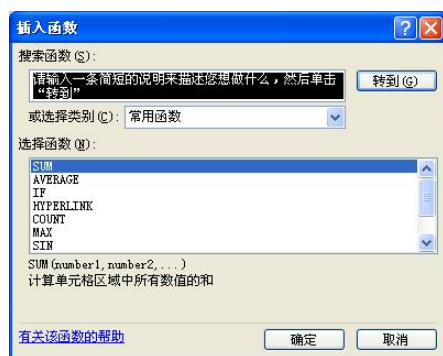 插入函数
搜索函数(S):
请输入一条简短的说明来描述您想做什么，然后单击
“转到”
转到(G)
或选择类别(C): 常用函数
选择函数(N):
SUM
AVERAGE
IF
HYPERLINK
COUNT
MAX
SIN
SUM(number1,number2,...)
计算单元格区域中所有数值的和
有关该函数的帮助
确定
取消